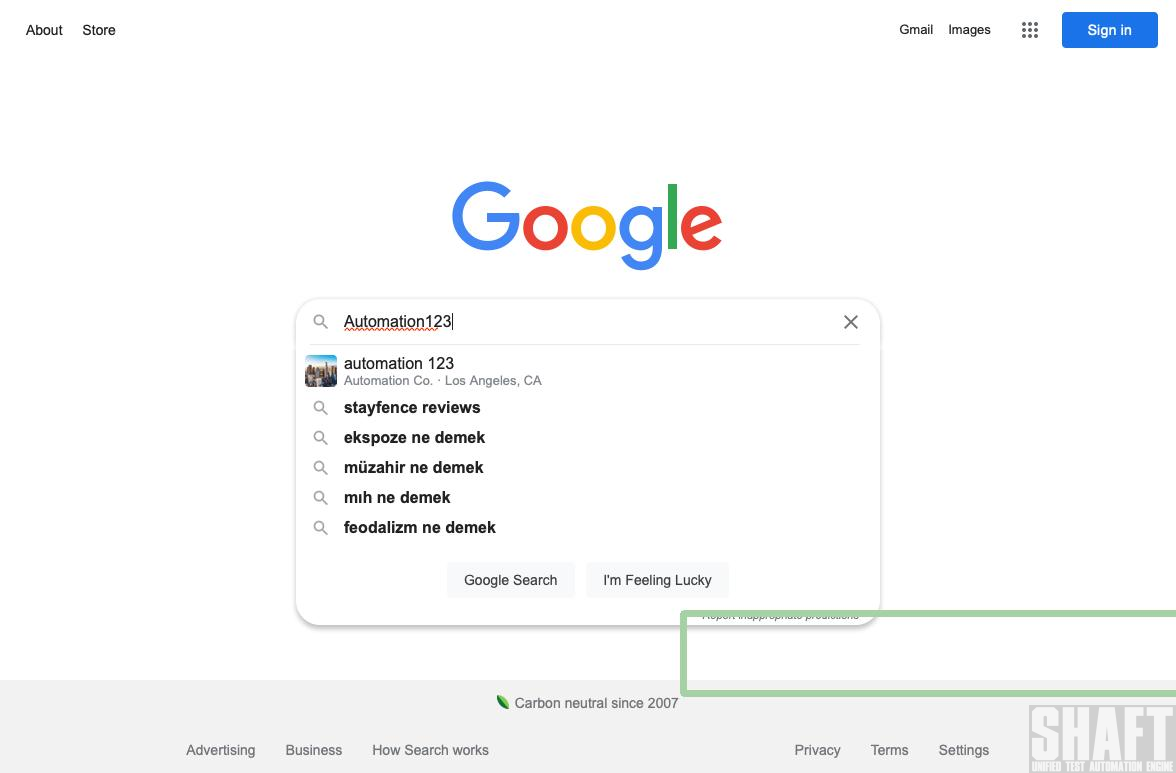 About Store Gmail Images Sign in
Google
Automation123
automation 123
Automation Co. · Los Angeles, CA
stayfence reviews
ekspoze ne demek
müzahir ne demek
mıh ne demek
feodalizm ne demek
Google Search I'm Feeling Lucky
Report inappropriate predictions
Carbon neutral since 2007
Advertising Business How Search works Privacy Terms Settings
SHAFT
UNIFIED TEST AUTOMATION ENGINE